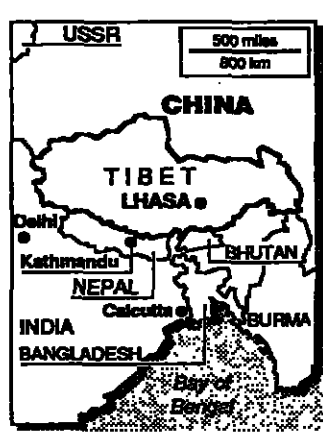 USSR
500 miles
800 km
CHINA
TIBET
LHASA
Delhi
Kathmandu
BHUTAN
NEPAL
Calcutta
INDIA
BURMA
BANGLADESH
Bay of
Bengal